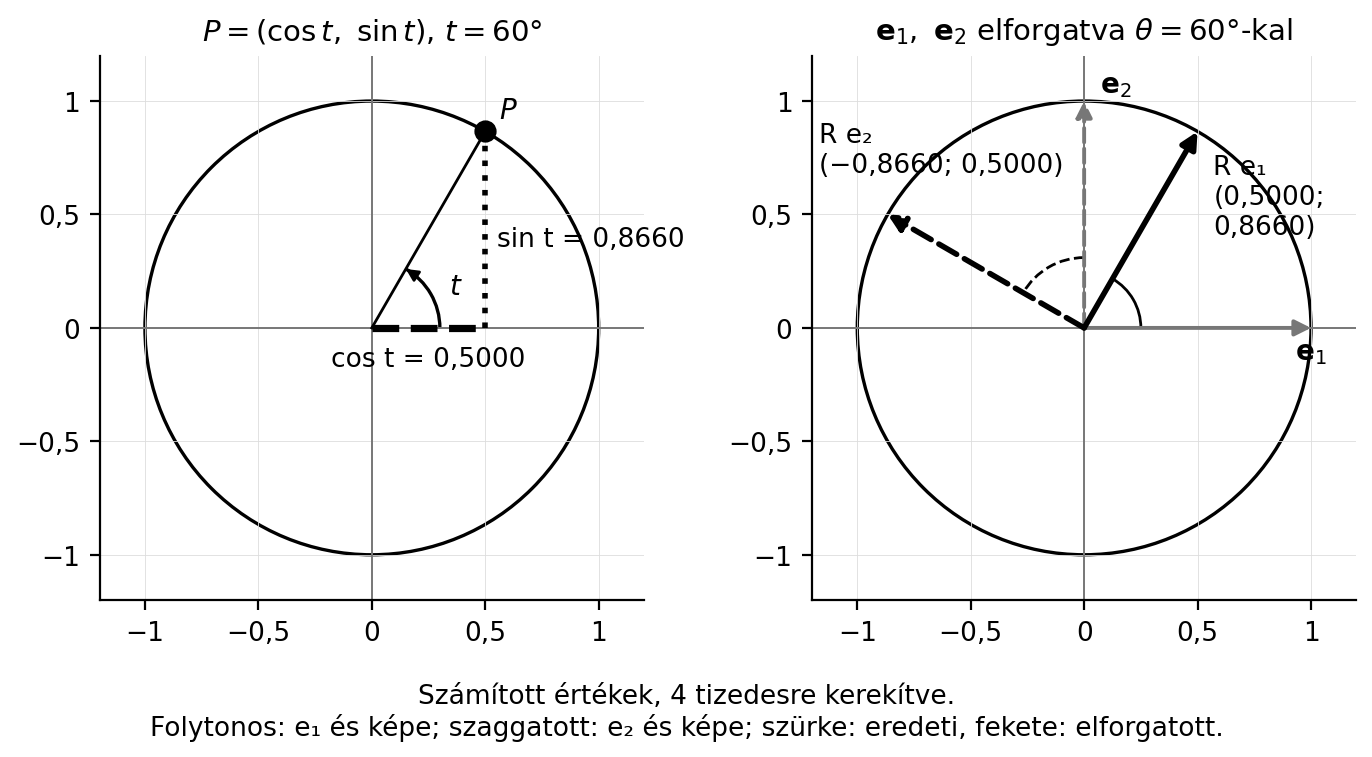 P = (cos t, sin t), t = 60°
1
0,5
0
−0,5
−1
−1
−0,5
0
0,5
1
P
sin t = 0,8660
t
cos t = 0,5000
e₁, e₂ elforgatva θ = 60°-kal
1
0,5
0
−0,5
−1
−1
−0,5
0
0,5
1
e₂
R e₂
(−0,8660; 0,5000)
R e₁
(0,5000;
0,8660)
e₁
Számított értékek, 4 tizedesre kerekítve.
Folytonos: e₁ és képe; szaggatott: e₂ és képe; szürke: eredeti, fekete: elforgatott.